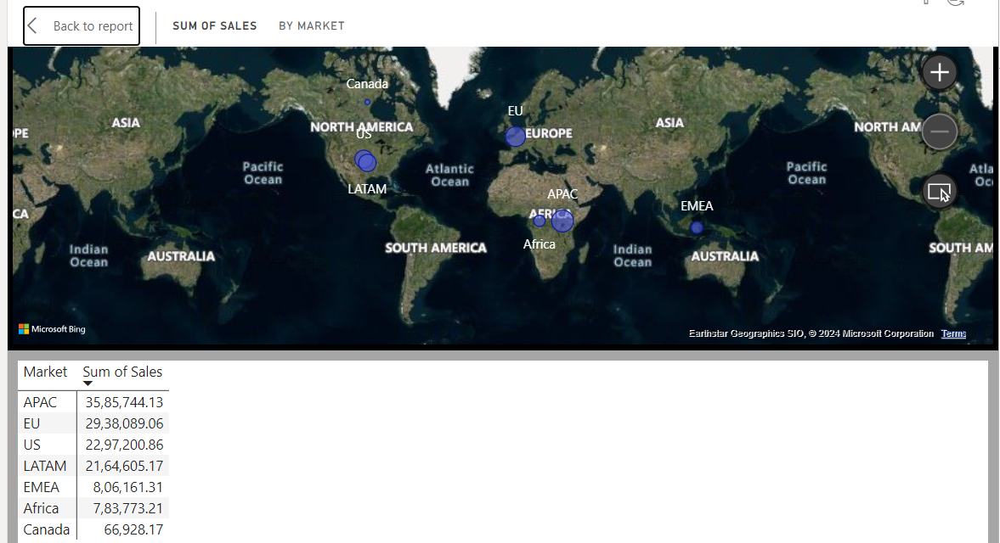 Back to report
SUM OF SALES
BY MARKET
Canada
ASIA
NORTH AMERICA
US
EU
EUROPE
ASIA
NORTH AM
PE
Pacific
Ocean
Atlantic
Ocean
Pacific
Ocean
Atla
Oc
LATAM
APAC
CA
AFRICA
EMEA
Africa
Indian
Ocean
AUSTRALIA
SOUTH AMERICA
Indian
Ocean
AUSTRALIA
SOUTH AM
Microsoft Bing
Earthstar Geographics SIO, © 2024 Microsoft Corporation Terms
Market Sum of Sales
APAC 35,85,744.13
EU 29,38,089.06
US 22,97,200.86
LATAM 21,64,605.17
EMEA 8,06,161.31
Africa 7,83,773.21
Canada 66,928.17